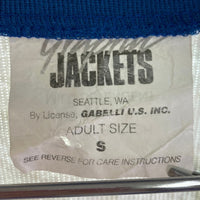 JACKETS
SEATTLE, WA
By License, GABELLI U.S. INC.
ADULT SIZE
S
SEE REVERSE FOR CARE INSTRUCTIONS